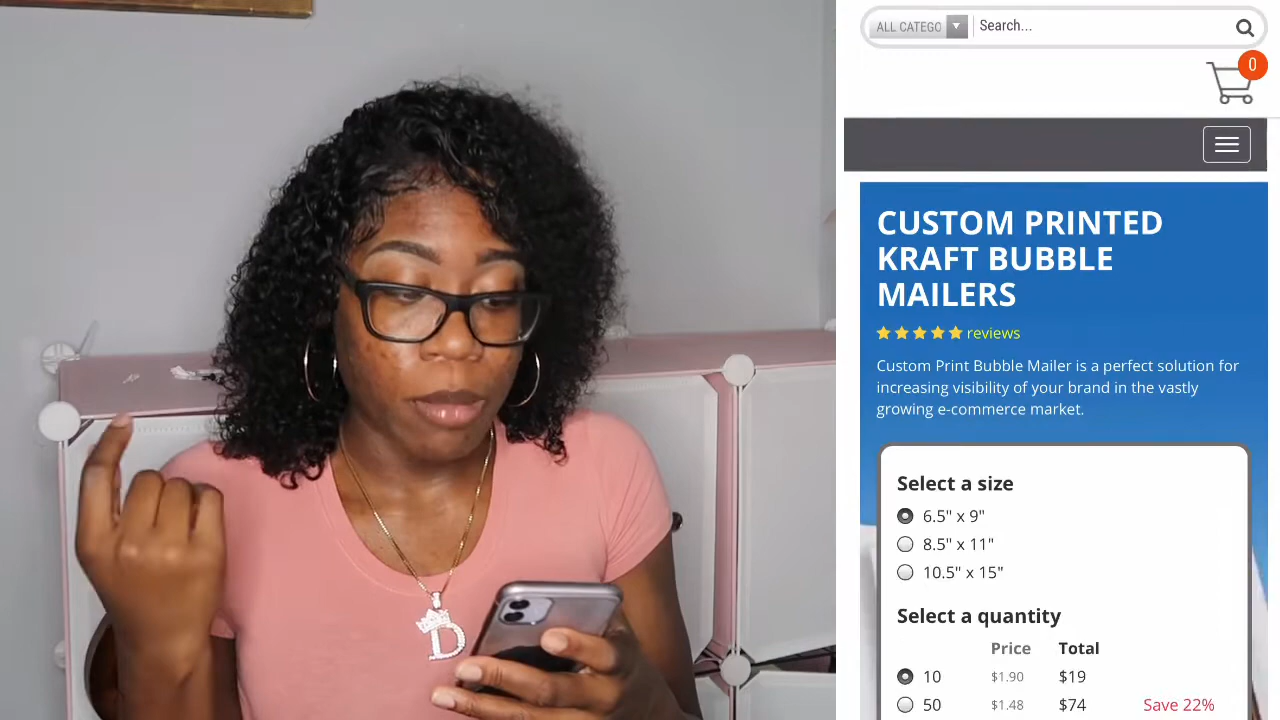 ALL CATEGO
Search...
0
CUSTOM PRINTED
KRAFT BUBBLE
MAILERS
reviews
Custom Print Bubble Mailer is a perfect solution for
increasing visibility of your brand in the vastly
growing e-commerce market.
Select a size
6.5" x 9"
8.5" x 11"
10.5" x 15"
Select a quantity
Price Total
10 $1.90 $19
50 $1.48 $74 Save 22%
D